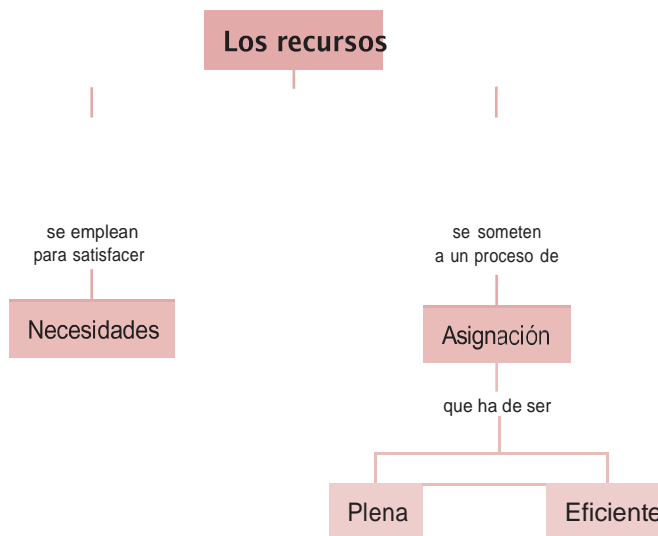 Los recursos
se emplean
para satisfacer
se someten
a un proceso de
Necesidades
Asignación
que ha de ser
Plena
Eficiente